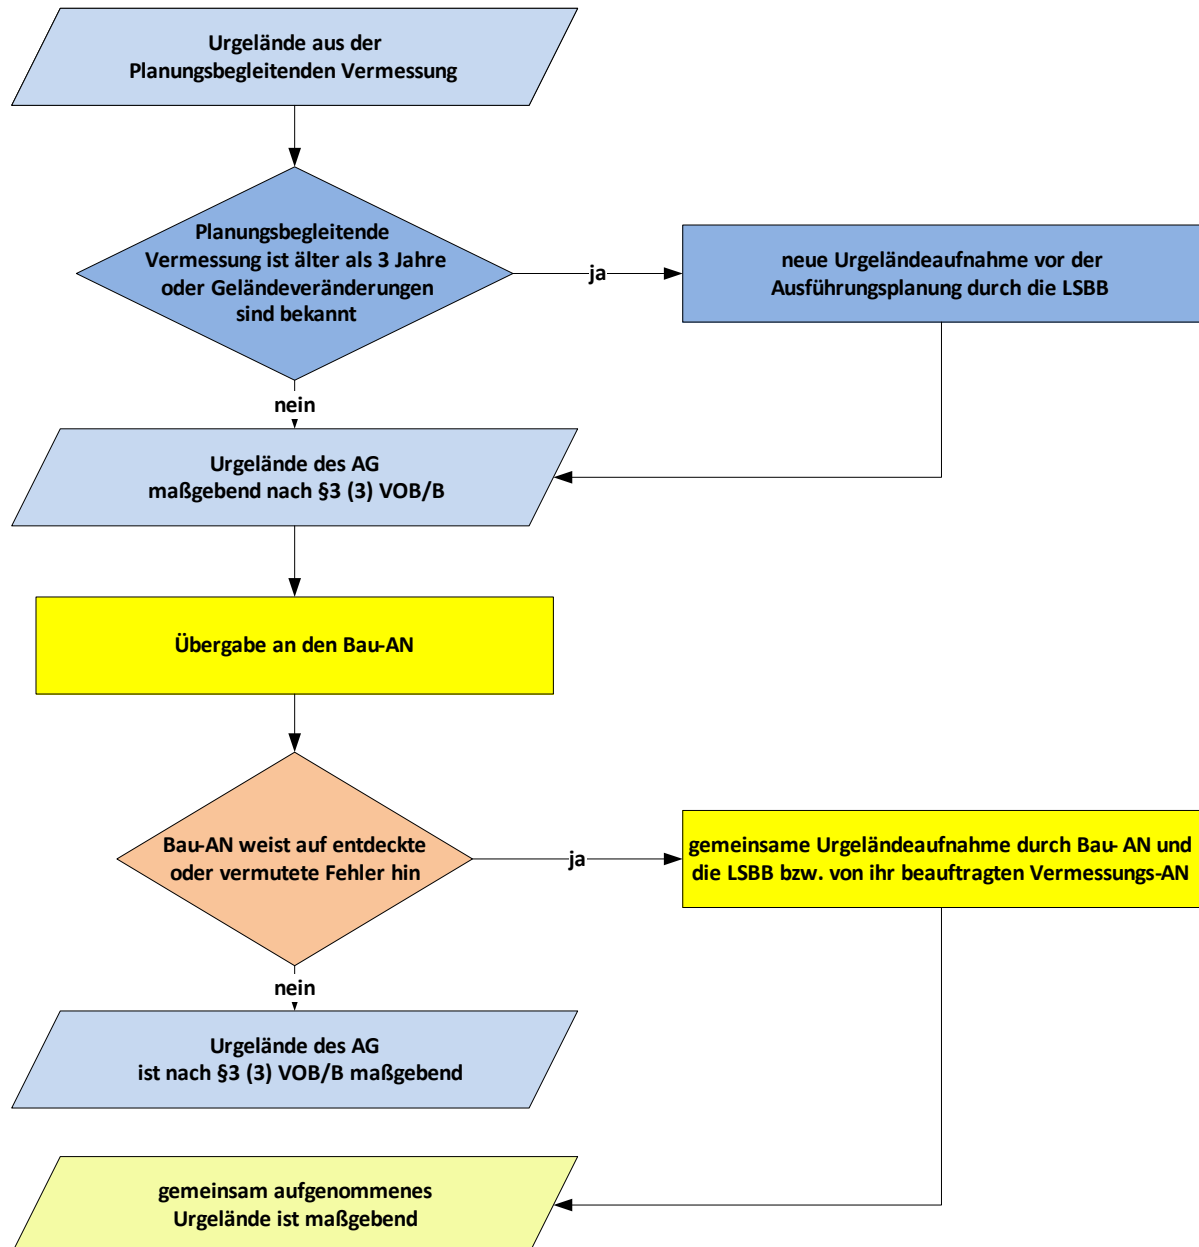 Urgelände aus der
Planungsbegleitenden Vermessung
Planungsbegleitende
Vermessung ist älter als 3 Jahre
oder Geländeveränderungen
sind bekannt
ja
neue Urgeländeaufnahme vor der
Ausführungsplanung durch die LSBB
nein
Urgelände des AG
maßgebend nach §3 (3) VOB/B
Übergabe an den Bau-AN
Bau-AN weist auf entdeckte
oder vermutete Fehler hin
ja
gemeinsame Urgeländeaufnahme durch Bau- AN und
die LSBB bzw. von ihr beauftragten Vermessungs-AN
nein
Urgelände des AG
ist nach §3 (3) VOB/B maßgebend
gemeinsam aufgenommenes
Urgelände ist maßgebend